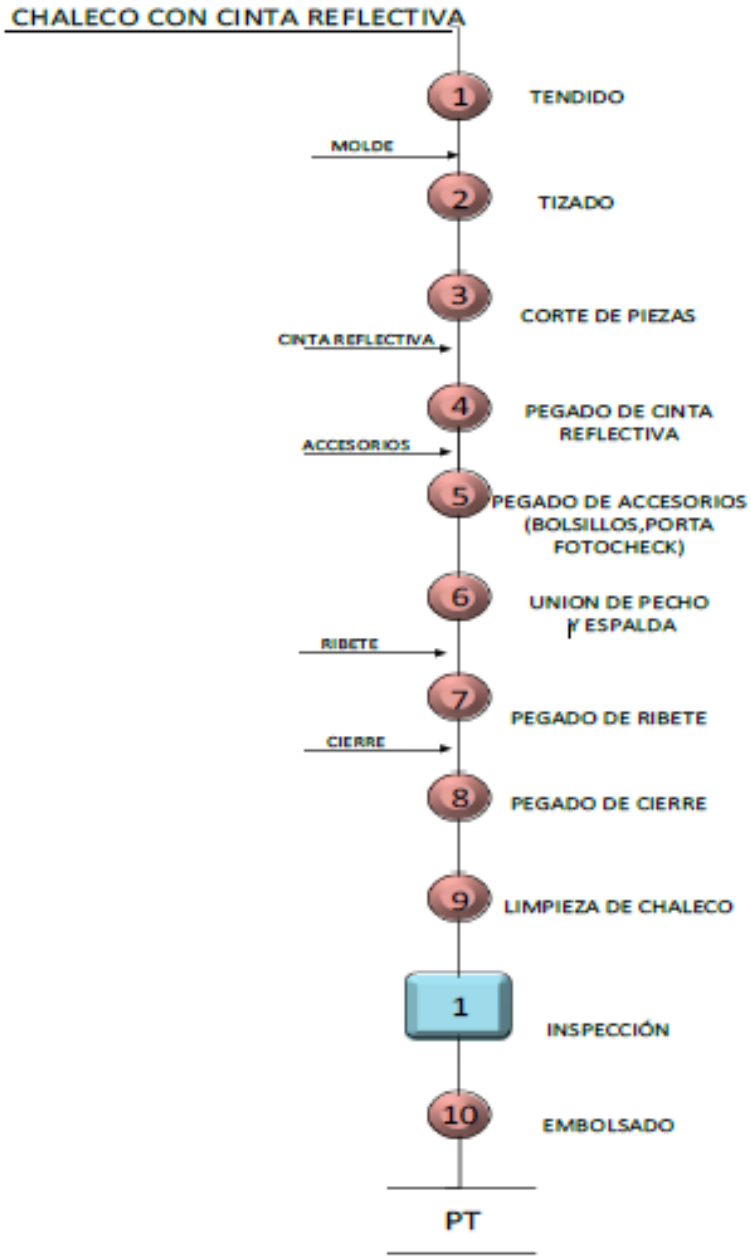 CHALECO CON CINTA REFLECTIVA
1 TENDIDO
MOLDE
2 TIZADO
3 CORTE DE PIEZAS
CINTA REFLECTIVA
4 PEGADO DE CINTA
REFLECTIVA
ACCESORIOS
5 PEGADO DE ACCESORIOS
(BOLSILLOS,PORTA
FOTOCHECK)
6 UNION DE PECHO
Y ESPALDA
RIBETE
7 PEGADO DE RIBETE
CIERRE
8 PEGADO DE CIERRE
9 LIMPIEZA DE CHALECO
1 INSPECCIÓN
10 EMBOLSADO
PT